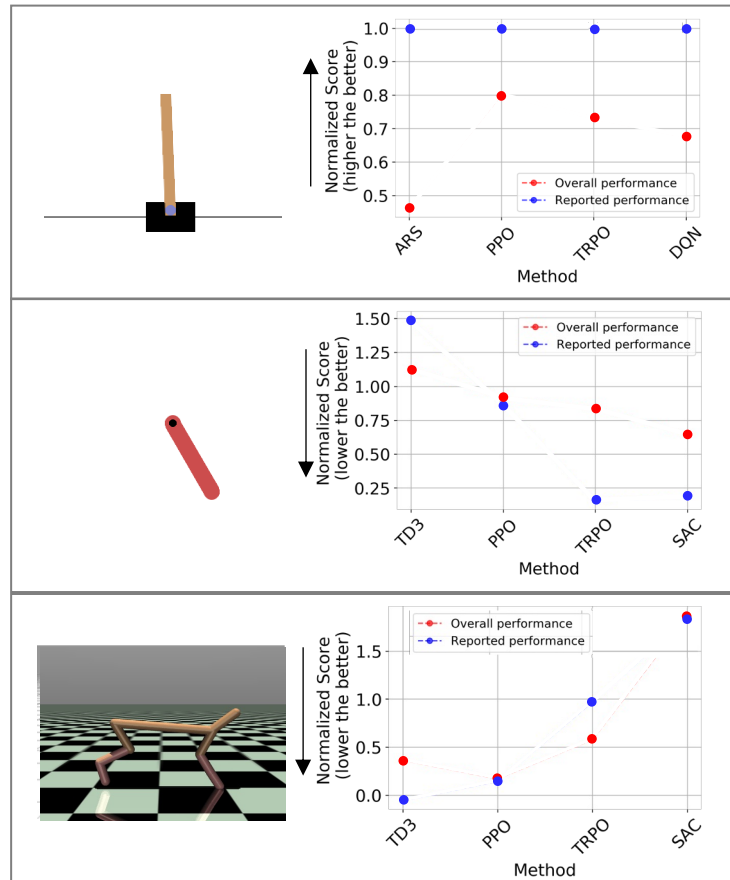 Normalized Score
(higher the better)
1.0
0.9
0.8
0.7
0.6
0.5
Overall performance
Reported performance
ARS
PPO
TRPO
DQN
Method
Normalized Score
(lower the better)
1.50
1.25
1.00
0.75
0.50
0.25
Overall performance
Reported performance
TD3
PPO
TRPO
SAC
Method
Normalized Score
(lower the better)
1.5
1.0
0.5
0.0
Overall performance
Reported performance
TD3
PPO
TRPO
SAC
Method